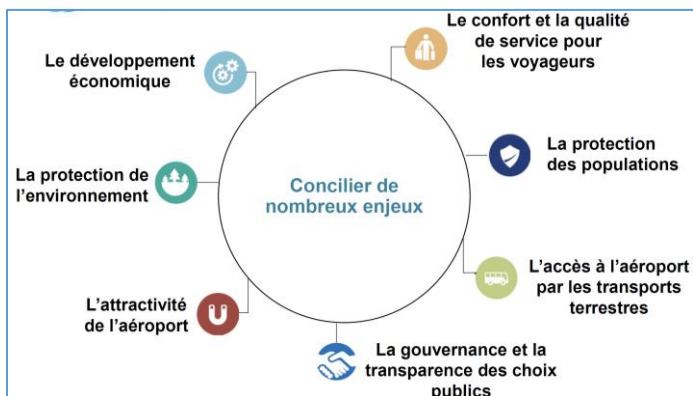 Le confort et la qualité
de service pour
les voyageurs
Le développement
économique
La protection
des populations
La protection de
l'environnement
Concilier de
nombreux enjeux
L'accès à l'aéroport
par les transports
terrestres
L'attractivité
de l'aéroport
La gouvernance et la
transparence des choix
publics